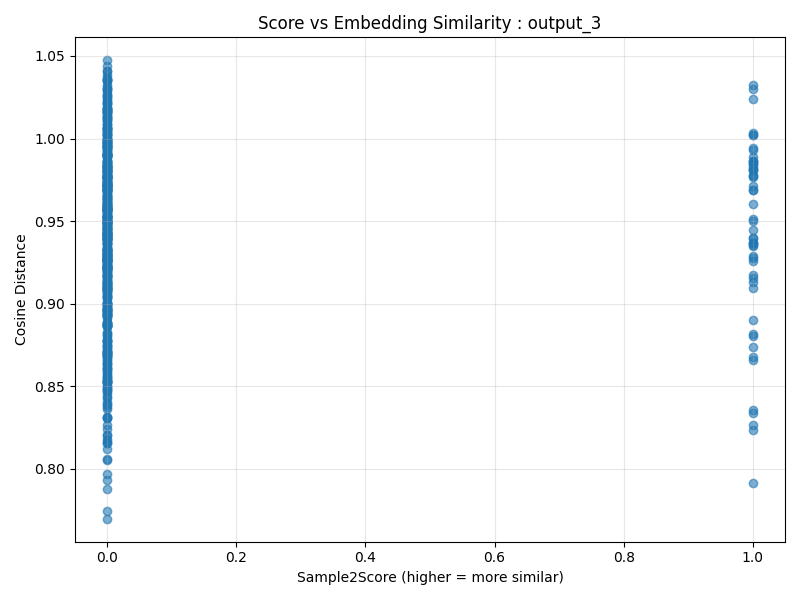 Score vs Embedding Similarity : output_3
Cosine Distance
1.05
1.00
0.95
0.90
0.85
0.80
0.0 0.2 0.4 0.6 0.8 1.0
Sample2Score (higher = more similar)